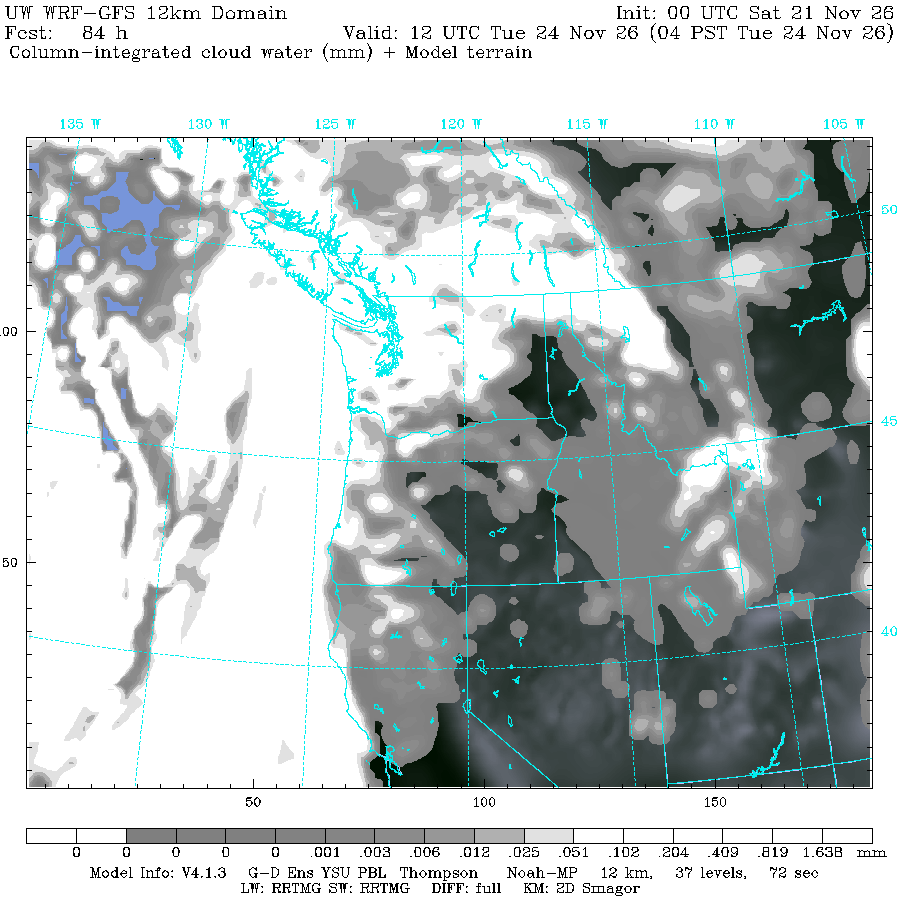 UW WRF-GFS 12km Domain Init: 00 UTC Sat 21 Nov 26
Fcst: 84 h Valid: 12 UTC Tue 24 Nov 26 (04 PST Tue 24 Nov 26)
Column-integrated cloud water (mm) + Model terrain
135 W 130 W 125 W 120 W 115 W 110 W 105 W
50
00
45
50
40
50 100 150
0 0 0 0 0 .001 .003 .006 .012 .025 .051 .102 .204 .409 .819 1.638 mm
Model Info: V4.1.3 G-D Ens YSU PBL Thompson Noah-MP 12 km, 37 levels, 72 sec
LW: RRTMG SW: RRTMG DIFF: full KM: 2D Smagor